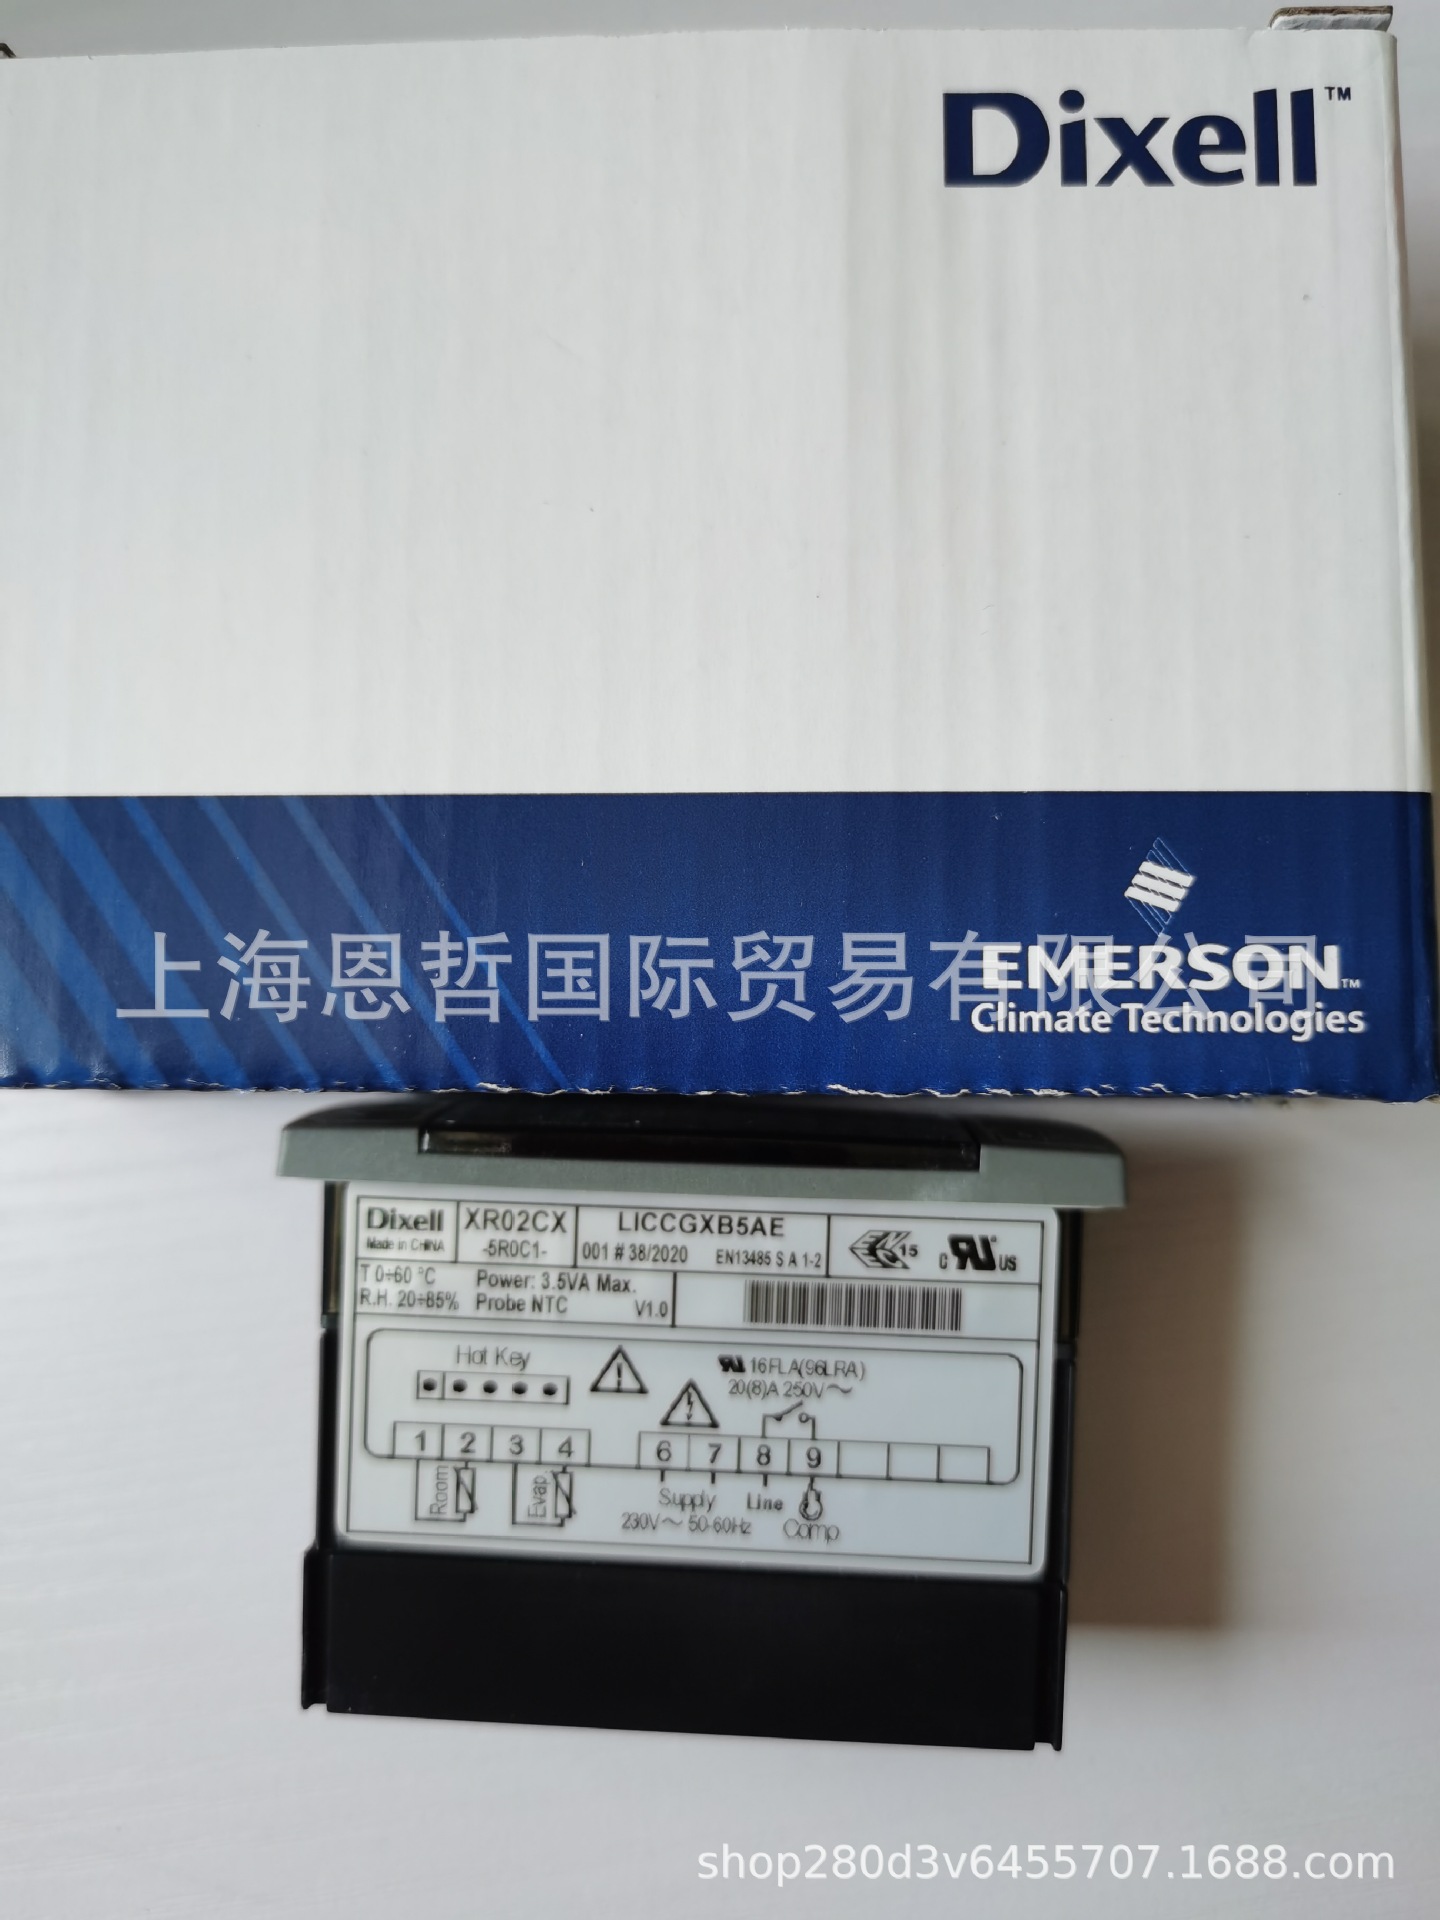 Dixell™
EMERSON™
Climate Technologies
上海恩哲国际贸易有限公司
Dixell
Made in CHINA
XR02CX
-5R0C1-
LICCGXB5AE
001 # 38/2020 EN13485 S A 1-2
15
C US
T 0÷60 °C
R.H. 20÷85%
Power: 3.5VA Max.
Probe NTC V1.0
Hot Key
16FLA(96LRA)
20(8)A 250V～
1 2 3 4 6 7 8 9
Room
Evap.
Supply
230V～ 50-60Hz
Line
Comp
shop280d3v6455707.1688.com